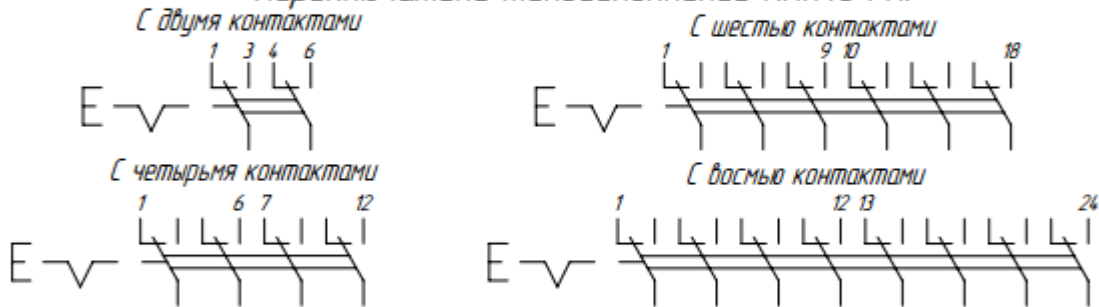 С двумя контактами
1 3 4 6
С шестью контактами
1 9 10 18
С четырьмя контактами
1 6 7 12
С восмью контактами
1 12 13 24